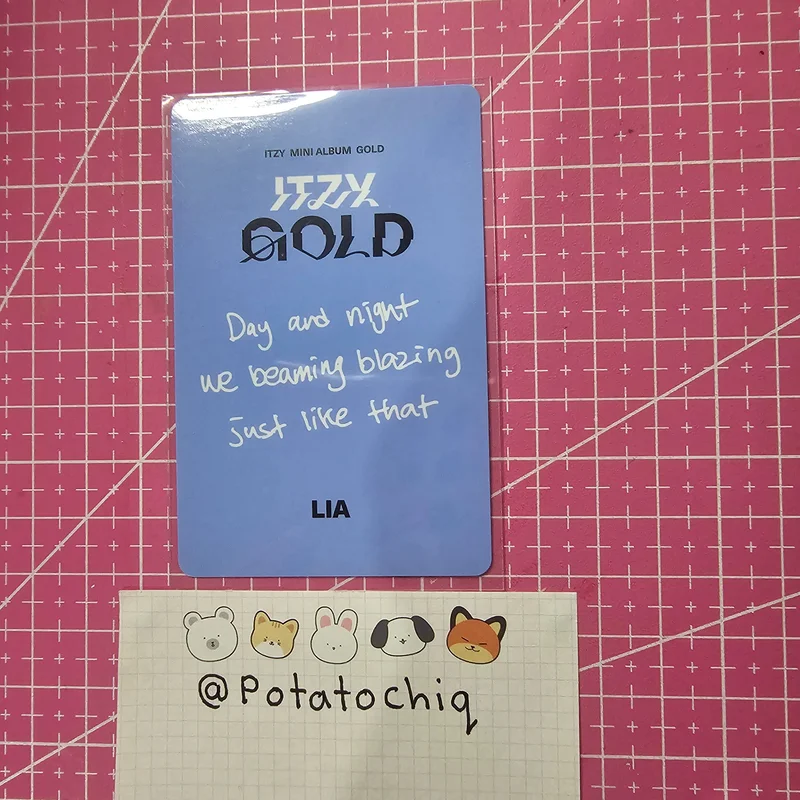 ITZY MINI ALBUM GOLD
ITZY
GOLD
Day and night
we beaming blazing
just like that
LIA
@Potatochiq